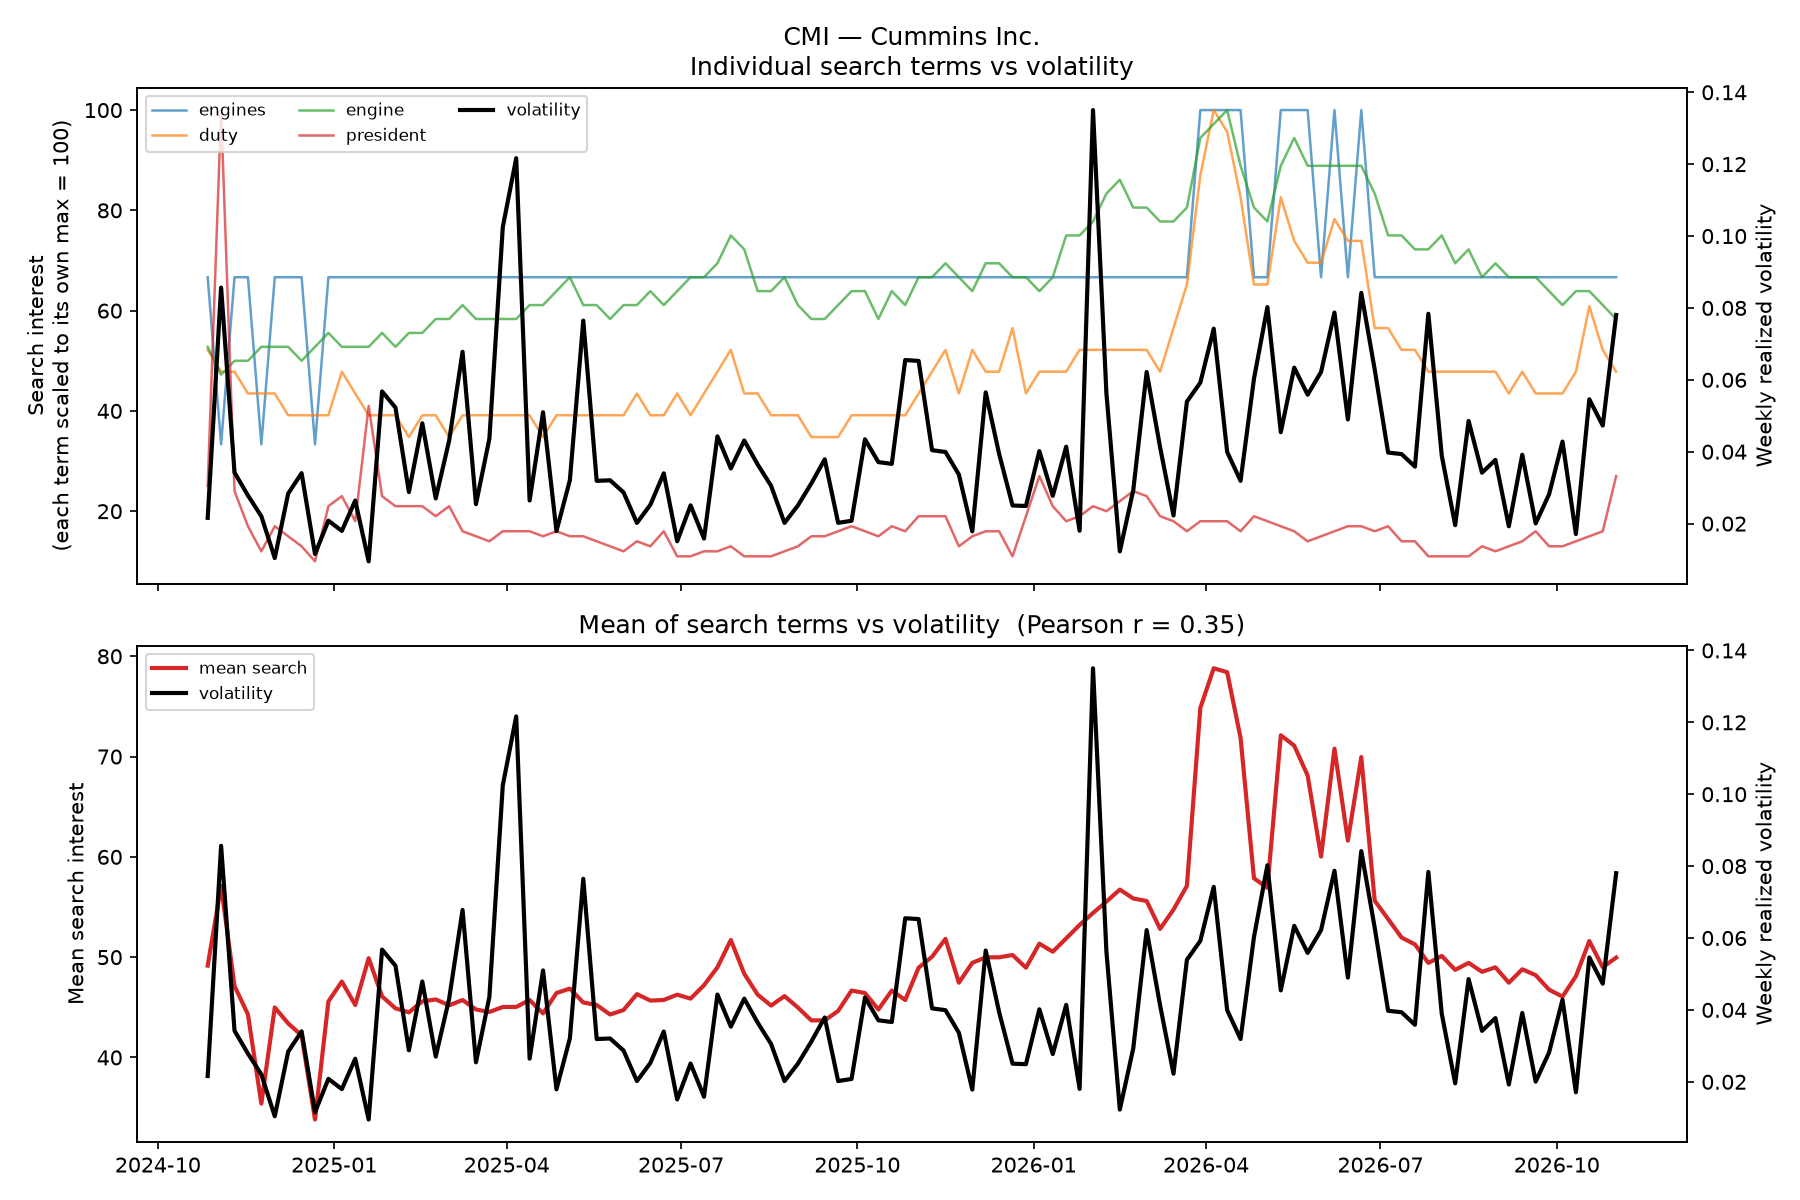 CMI — Cummins Inc.
Individual search terms vs volatility
engines
duty
engine
president
volatility
100
80
60
40
20
Search interest
(each term scaled to its own max = 100)
0.14
0.12
0.10
0.08
0.06
0.04
0.02
Weekly realized volatility
Mean of search terms vs volatility (Pearson r = 0.35)
mean search
volatility
80
70
60
50
40
Mean search interest
0.14
0.12
0.10
0.08
0.06
0.04
0.02
Weekly realized volatility
2024-10
2025-01
2025-04
2025-07
2025-10
2026-01
2026-04
2026-07
2026-10